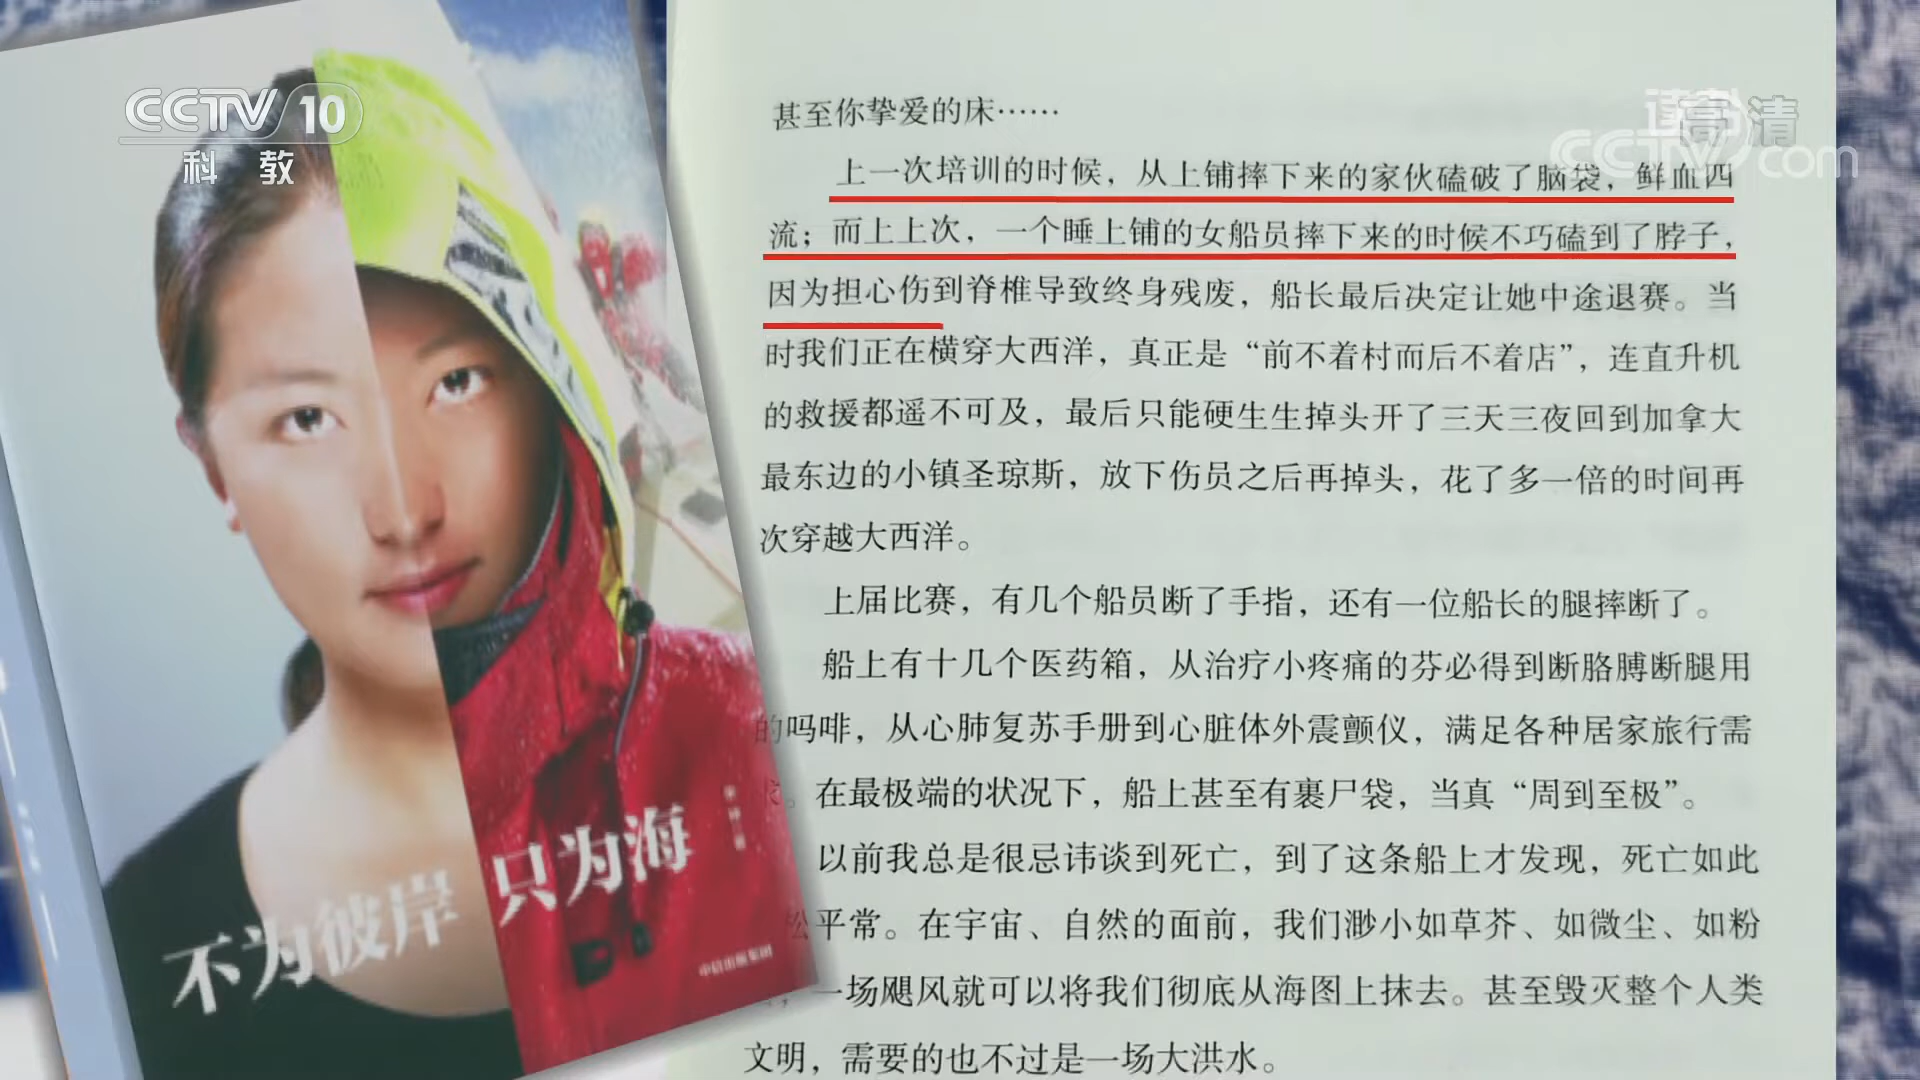 CCTV 10
科 教
读书
高清
CCTV.com
不为彼岸
只为海
中信出版集团
甚至你挚爱的床……
上一次培训的时候，从上铺摔下来的家伙磕破了脑袋，鲜血四
流；而上上次，一个睡上铺的女船员摔下来的时候不巧磕到了脖子，
因为担心伤到脊椎导致终身残废，船长最后决定让她中途退赛。当
时我们正在横穿大西洋，真正是“前不着村而后不着店”，连直升机
的救援都遥不可及，最后只能硬生生掉头开了三天三夜回到加拿大
最东边的小镇圣琼斯，放下伤员之后再掉头，花了多一倍的时间再
次穿越大西洋。
上届比赛，有几个船员断了手指，还有一位船长的腿摔断了。
船上有十几个医药箱，从治疗小疼痛的芬必得到断胳膊断腿用
的吗啡，从心肺复苏手册到心脏体外震颤仪，满足各种居家旅行需
求。在最极端的状况下，船上甚至有裹尸袋，当真“周到至极”。
以前我总是很忌讳谈到死亡，到了这条船上才发现，死亡如此
松平常。在宇宙、自然的面前，我们渺小如草芥、如微尘、如粉
，一场飓风就可以将我们彻底从海图上抹去。甚至毁灭整个人类
文明，需要的也不过是一场大洪水。